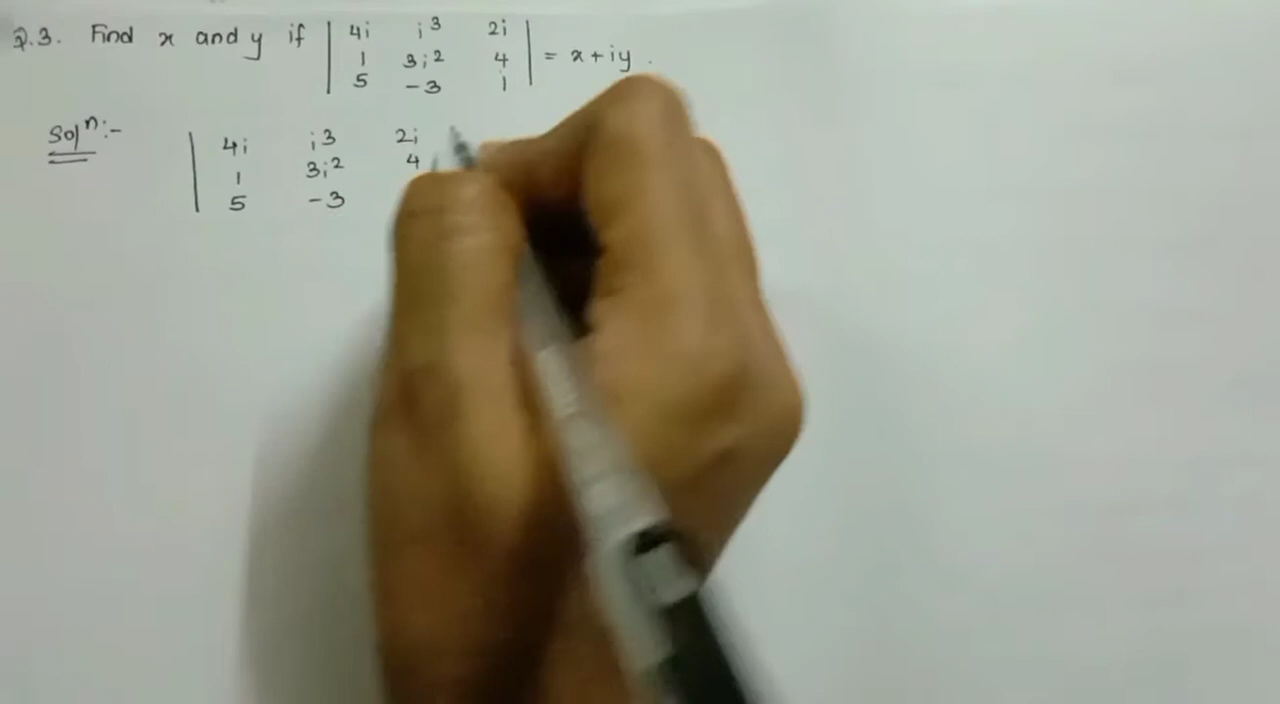 Q.3. Find x and y if | 4i i³ 2i |
| 1 3i² 4 | = x+iy.
| 5 -3 i |
Solⁿ:- | 4i i³ 2i
| 1 3i² 4
| 5 -3